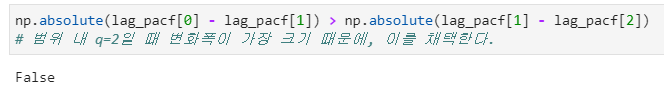 np.absolute(lag_pacf[0] - lag_pacf[1]) > np.absolute(lag_pacf[1] - lag_pacf[2])
# 범위 내 q=2일 때 변화폭이 가장 크기 때문에, 이를 채택한다.
False